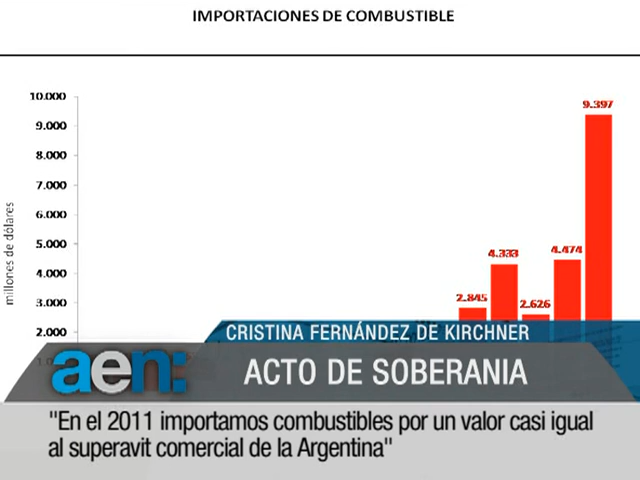 IMPORTACIONES DE COMBUSTIBLE
millones de dólares
10.000
9.000
8.000
7.000
6.000
5.000
4.000
3.000
2.000
9.397
4.333
4.474
2.845
2.626
CRISTINA FERNÁNDEZ DE KIRCHNER
ACTO DE SOBERANIA
aen:
"En el 2011 importamos combustibles por un valor casi igual
al superavit comercial de la Argentina"